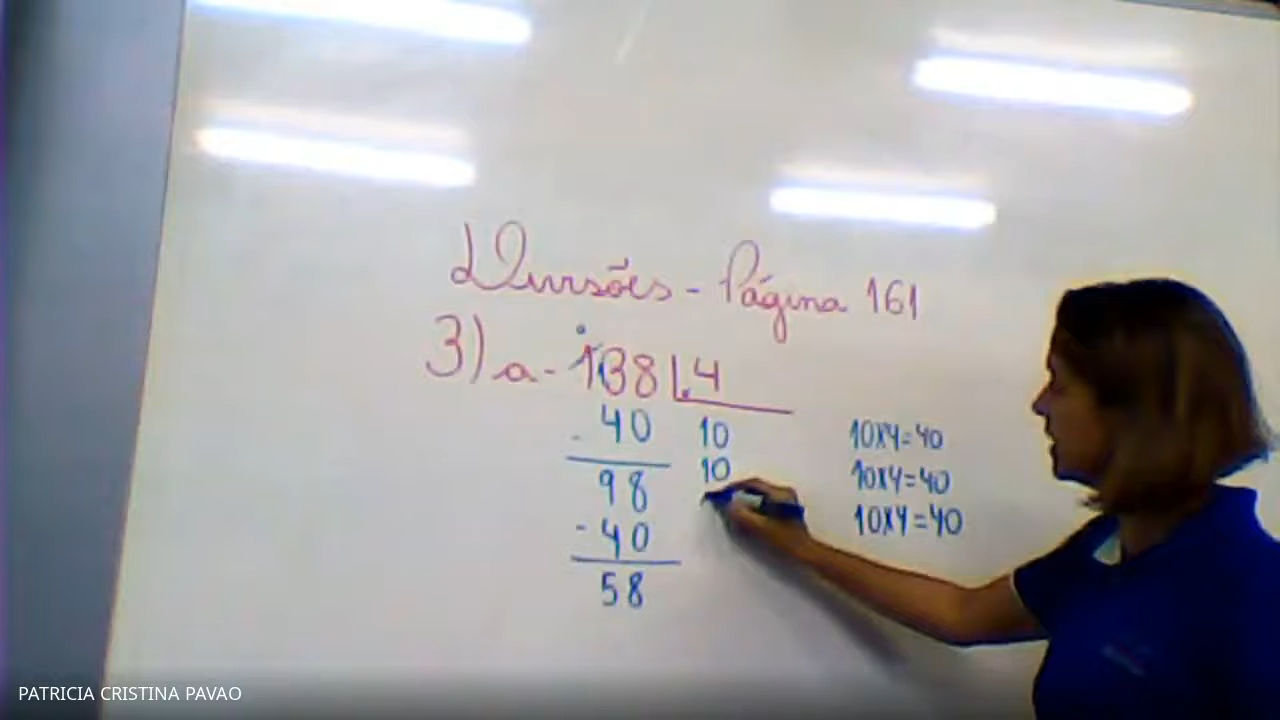 Divisões - Página 161
3) a - 138 4
- 40 10 10x4=40
98 10 10x4=40
- 40 10x4=40
58
PATRICIA CRISTINA PAVAO